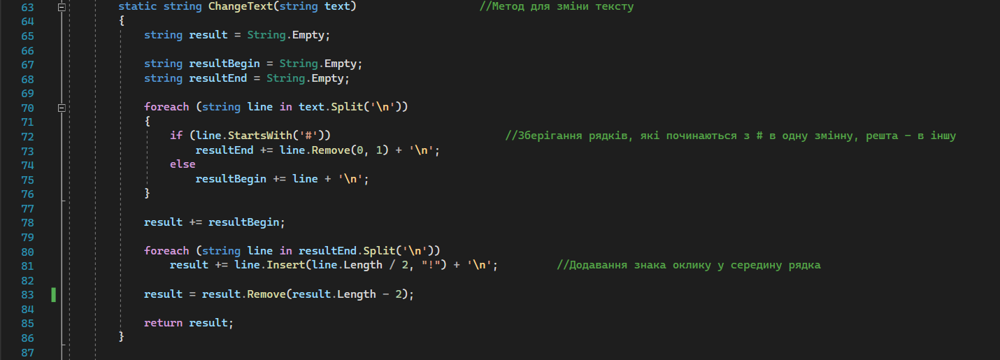 63 static string ChangeText(string text) //Метод для зміни тексту
64 {
65 string result = String.Empty;
66
67 string resultBegin = String.Empty;
68 string resultEnd = String.Empty;
69
70 foreach (string line in text.Split('\n'))
71 {
72 if (line.StartsWith('#')) //Зберігання рядків, які починаються з # в одну змінну, решта - в іншу
73 resultEnd += line.Remove(0, 1) + '\n';
74 else
75 resultBegin += line + '\n';
76 }
77
78 result += resultBegin;
79
80 foreach (string line in resultEnd.Split('\n'))
81 result += line.Insert(line.Length / 2, "!") + '\n'; //Додавання знака оклику у середину рядка
82
83 result = result.Remove(result.Length - 2);
84
85 return result;
86 }
87